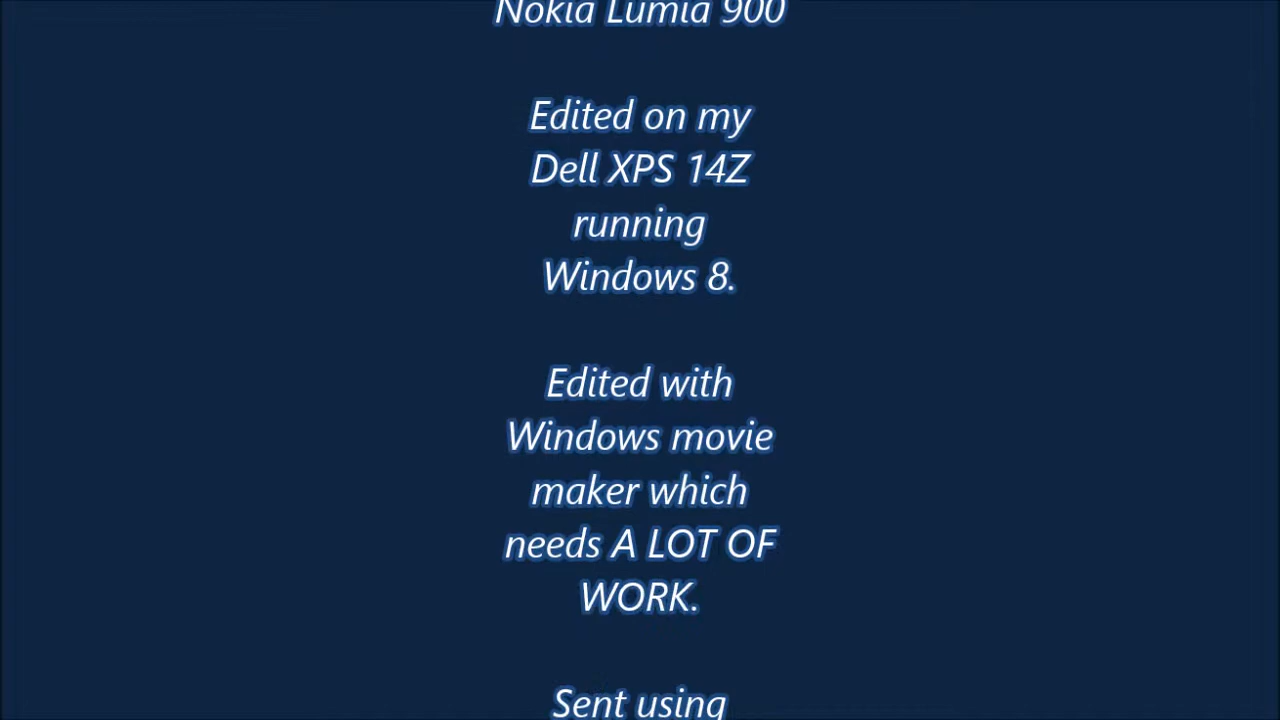 Nokia Lumia 900
Edited on my
Dell XPS 14Z
running
Windows 8.
Edited with
Windows movie
maker which
needs A LOT OF
WORK.
Sent using